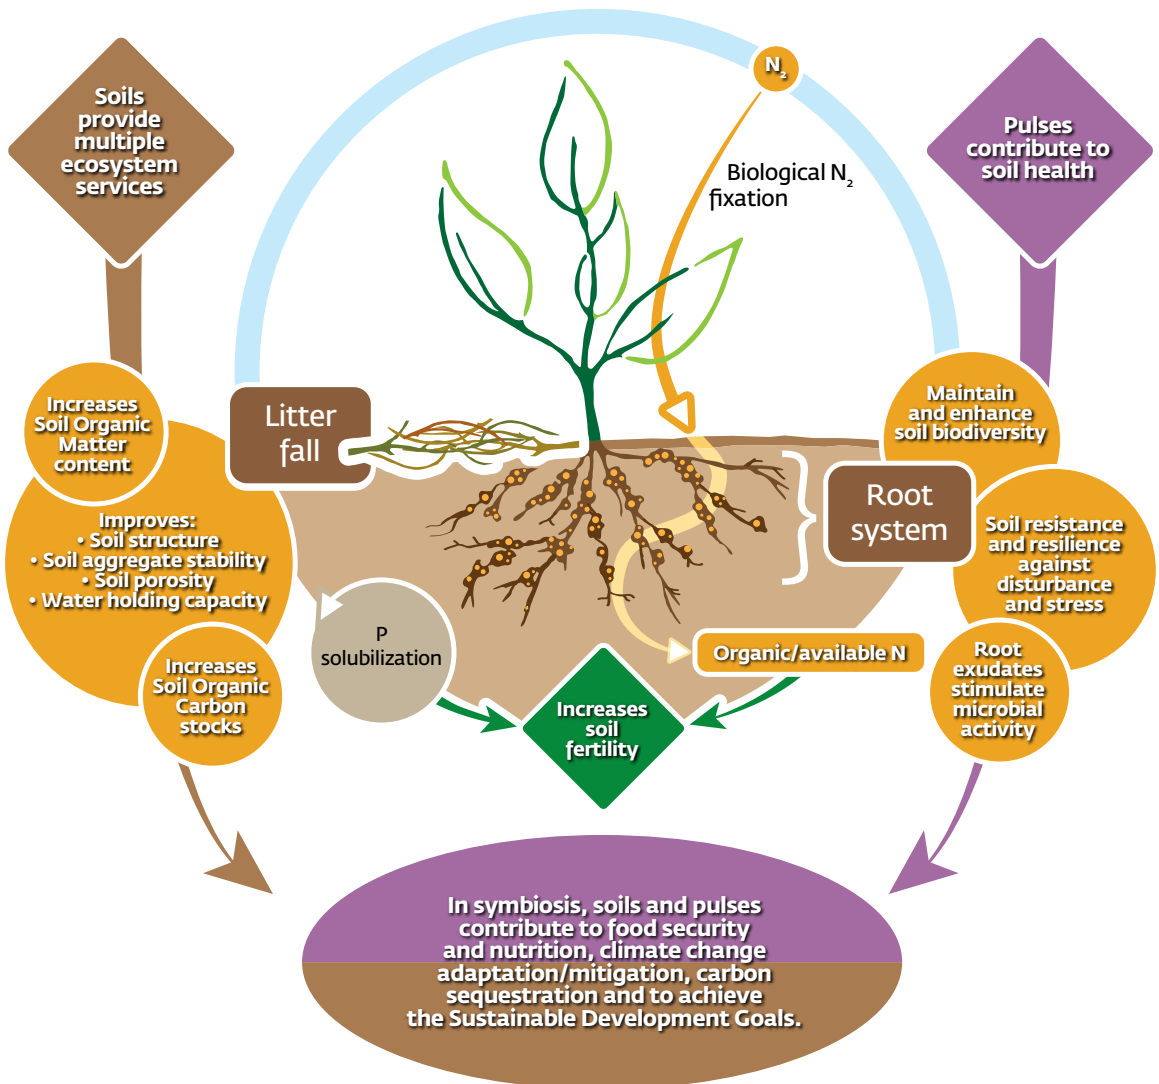 Soils
provide
multiple
ecosystem
services
N₂
Pulses
contribute to
soil health
Biological N₂
fixation
Increases
Soil Organic
Matter
content
Litter
fall
Maintain
and enhance
soil biodiversity
Improves:
• Soil structure
• Soil aggregate stability
• Soil porosity
• Water holding capacity
Root
system
Soil resistance
and resilience
against
disturbance
and stress
P
solubilization
Organic/available N
Increases
Soil Organic
Carbon
stocks
Increases
soil
fertility
Root
exudates
stimulate
microbial
activity
In symbiosis, soils and pulses
contribute to food security
and nutrition, climate change
adaptation/mitigation, carbon
sequestration and to achieve
the Sustainable Development Goals.